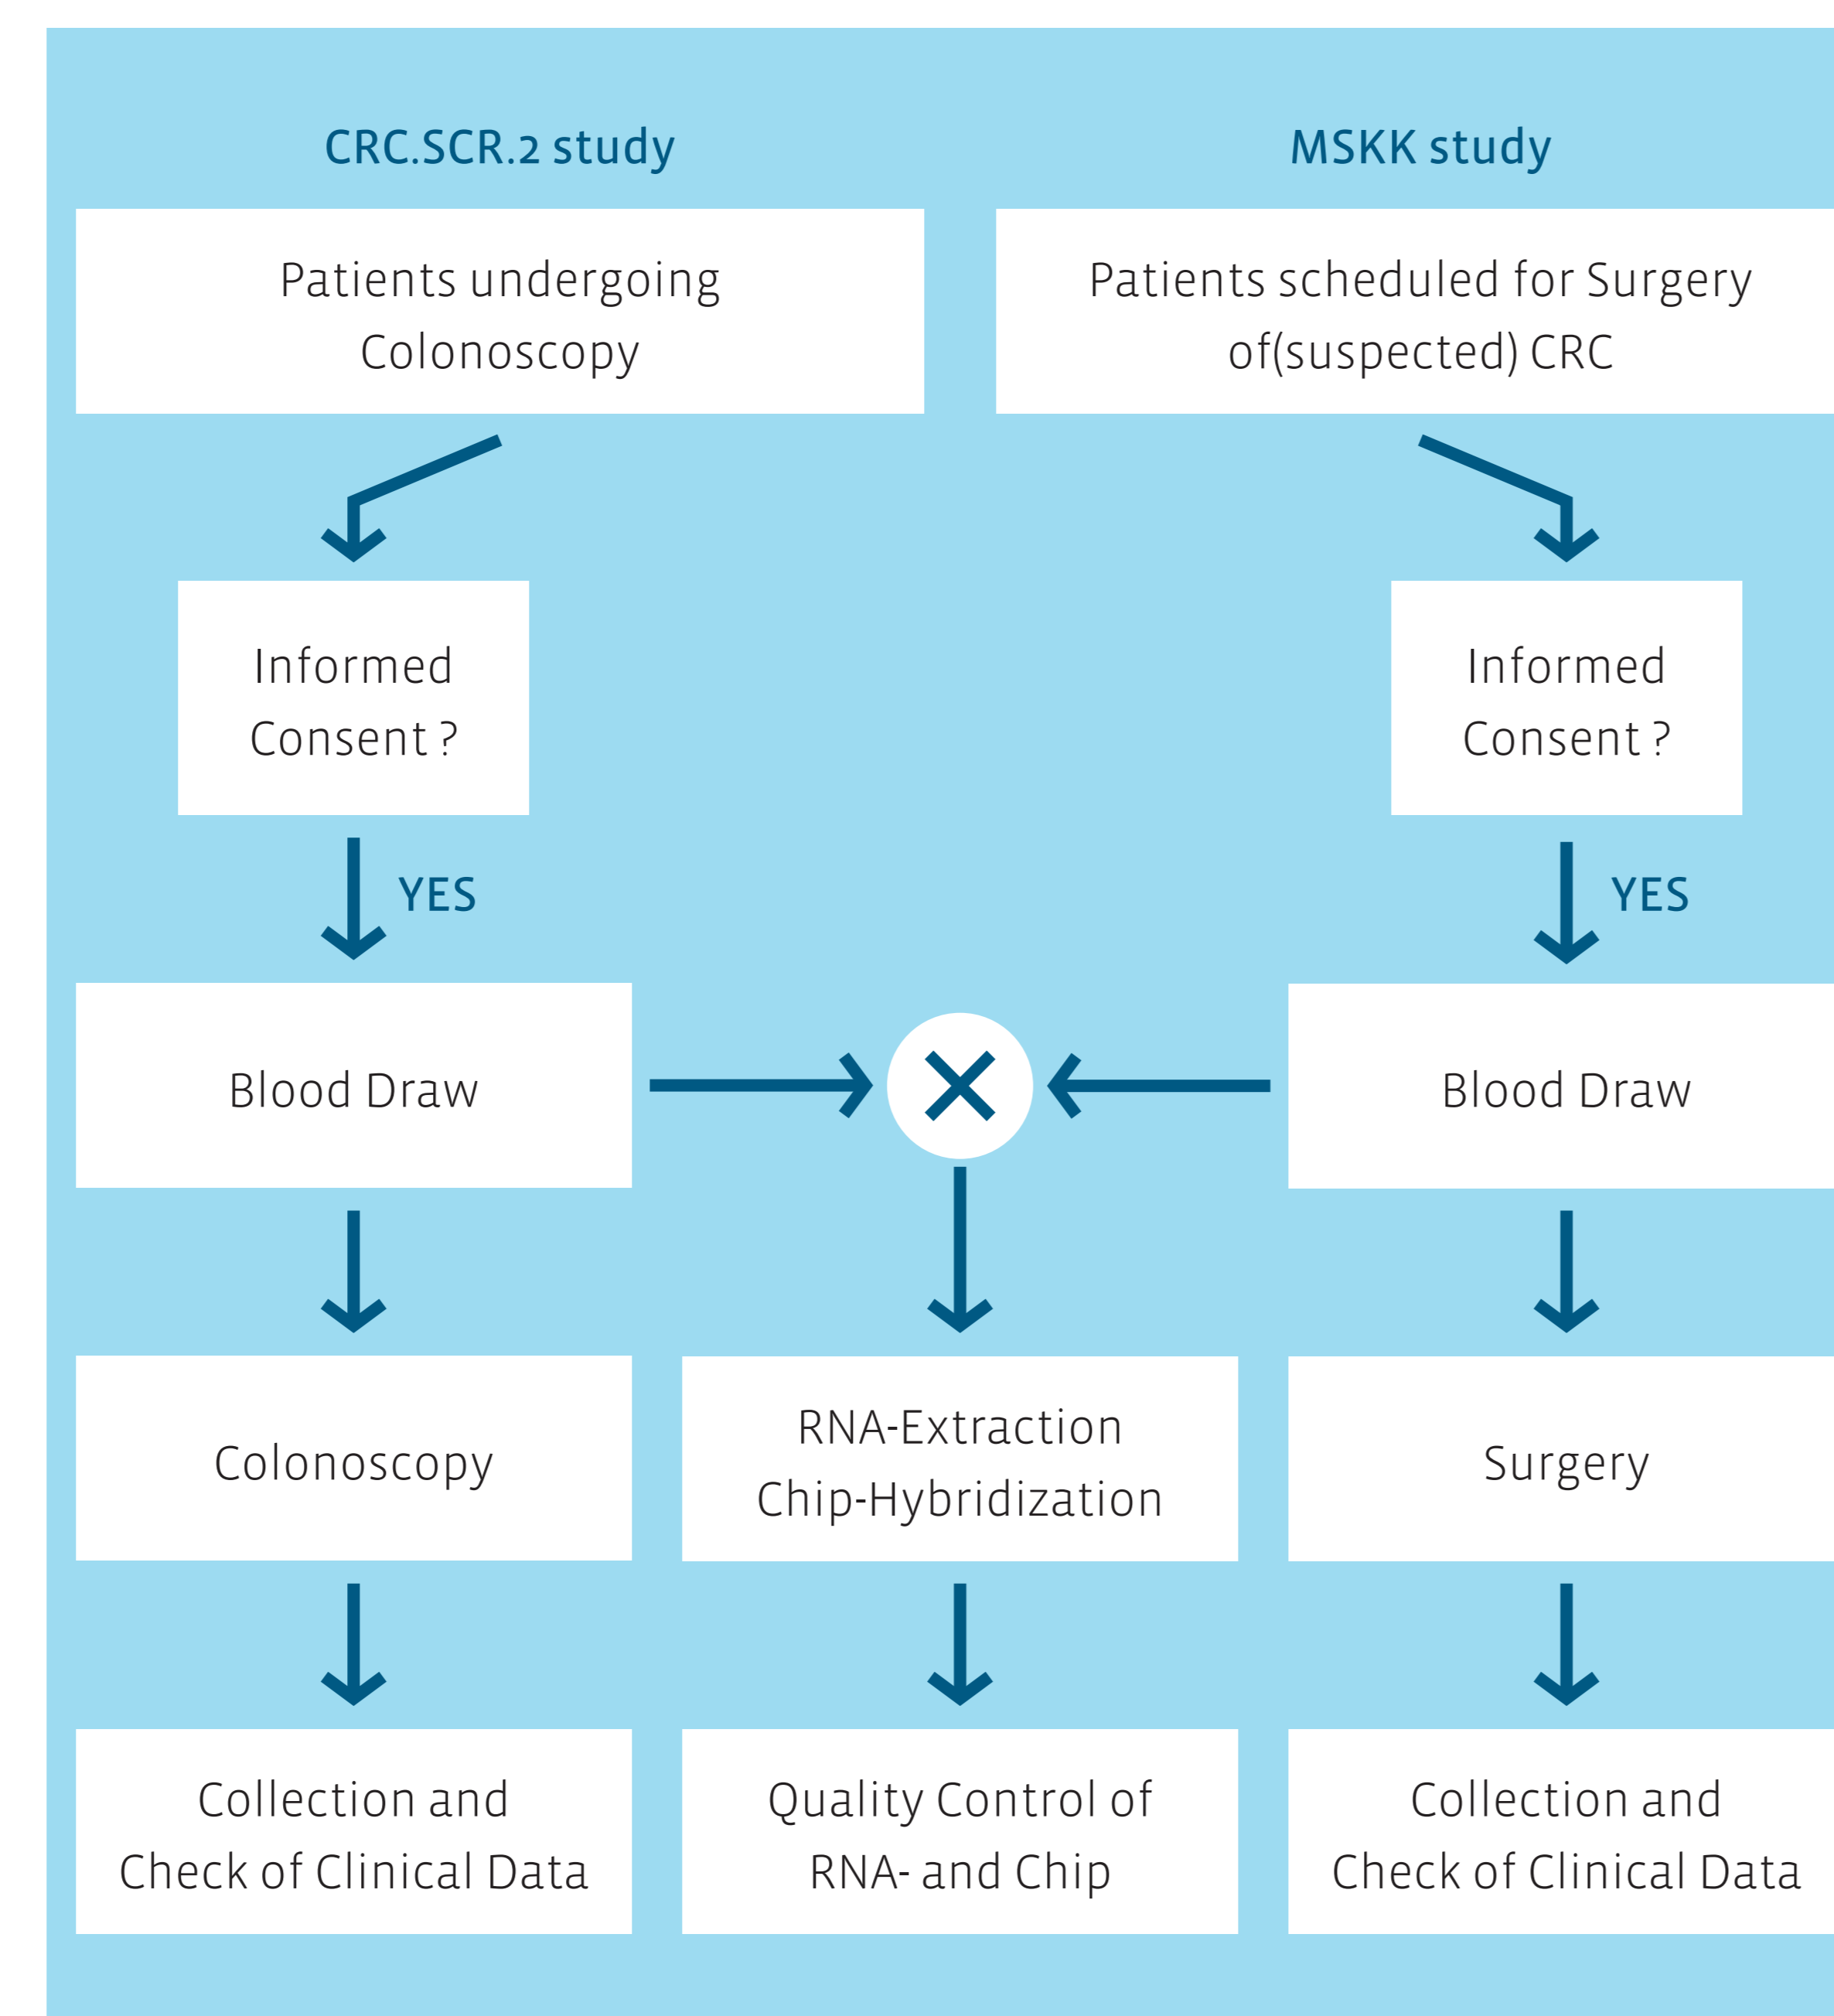 CRC.SCR.2 study
MSKK study
Patients undergoing
Colonoscopy
Patients scheduled for Surgery
of(suspected) CRC
Informed
Consent ?
Informed
Consent ?
YES
YES
Blood Draw
Blood Draw
Colonoscopy
RNA-Extraction
Chip-Hybridization
Surgery
Collection and
Check of Clinical Data
Quality Control of
RNA- and Chip
Collection and
Check of Clinical Data